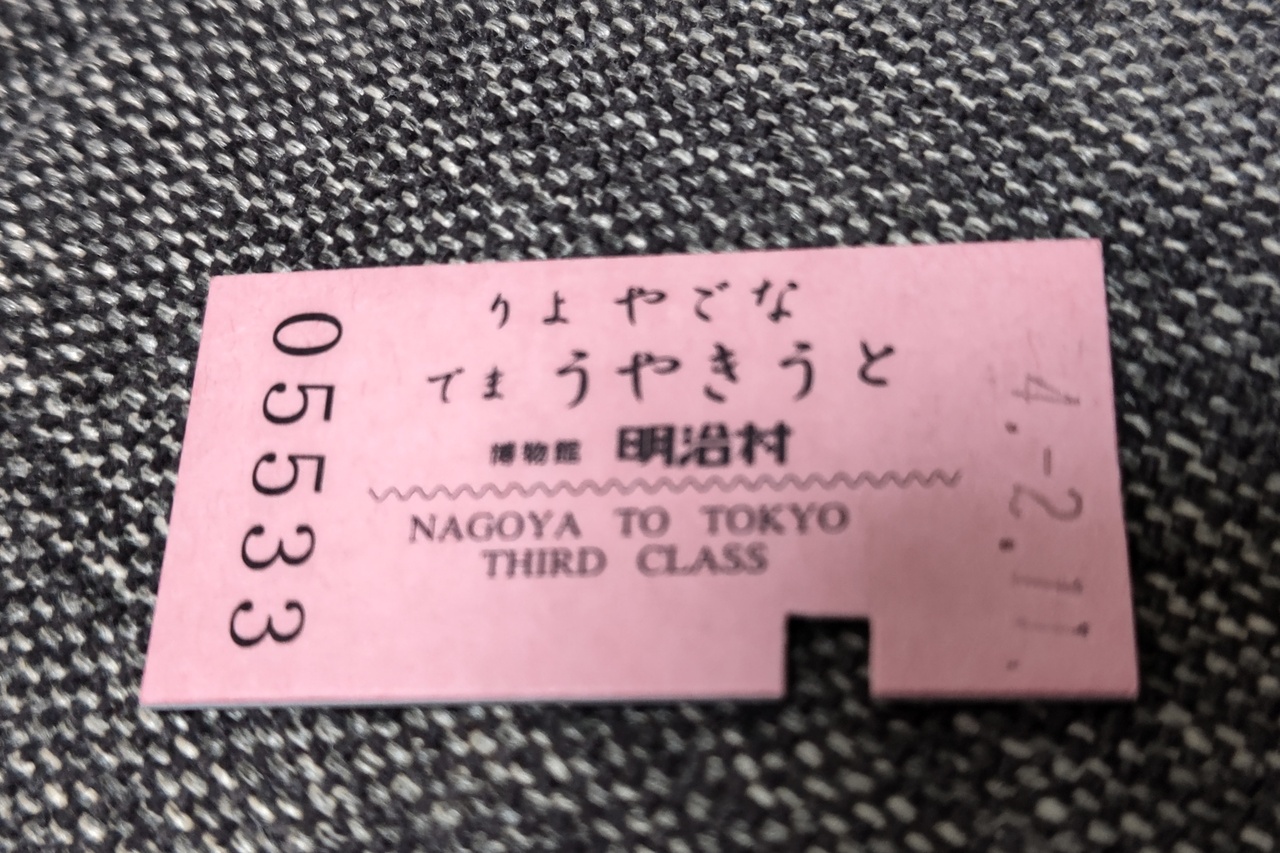 なごや より
とうきやう まで
博物館 明治村
NAGOYA TO TOKYO
THIRD CLASS
05533
4.-2.11.